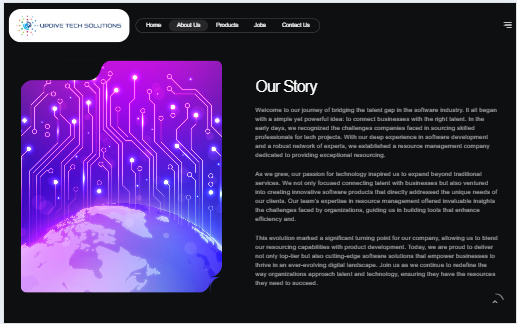 UPDIVE TECH SOLUTIONS
Home
About Us
Products
Jobs
Contact Us
Our Story
Welcome to our journey of bridging the talent gap in the software industry. It all began
with a simple yet powerful idea: to connect businesses with the right talent. In the
early days, we recognized the challenges companies faced in sourcing skilled
professionals for tech projects. With our deep experience in software development
and a robust network of experts, we established a resource management company
dedicated to providing exceptional resourcing.
As we grew, our passion for technology inspired us to expand beyond traditional
services. We not only focused connecting talent with businesses but also ventured
into creating innovative software products that directly addressed the unique needs of
our clients. Our team's expertise in resource management offered invaluable insights
the challenges faced by organizations, guiding us in building tools that enhance
efficiency and.
This evolution marked a significant turning point for our company, allowing us to blend
our resourcing capabilities with product development. Today, we are proud to deliver
not only top-tier but also cutting-edge software solutions that empower businesses to
thrive in an ever-evolving digital landscape. Join us as we continue to redefine the
way organizations approach talent and technology, ensuring they have the resources
they need to succeed.